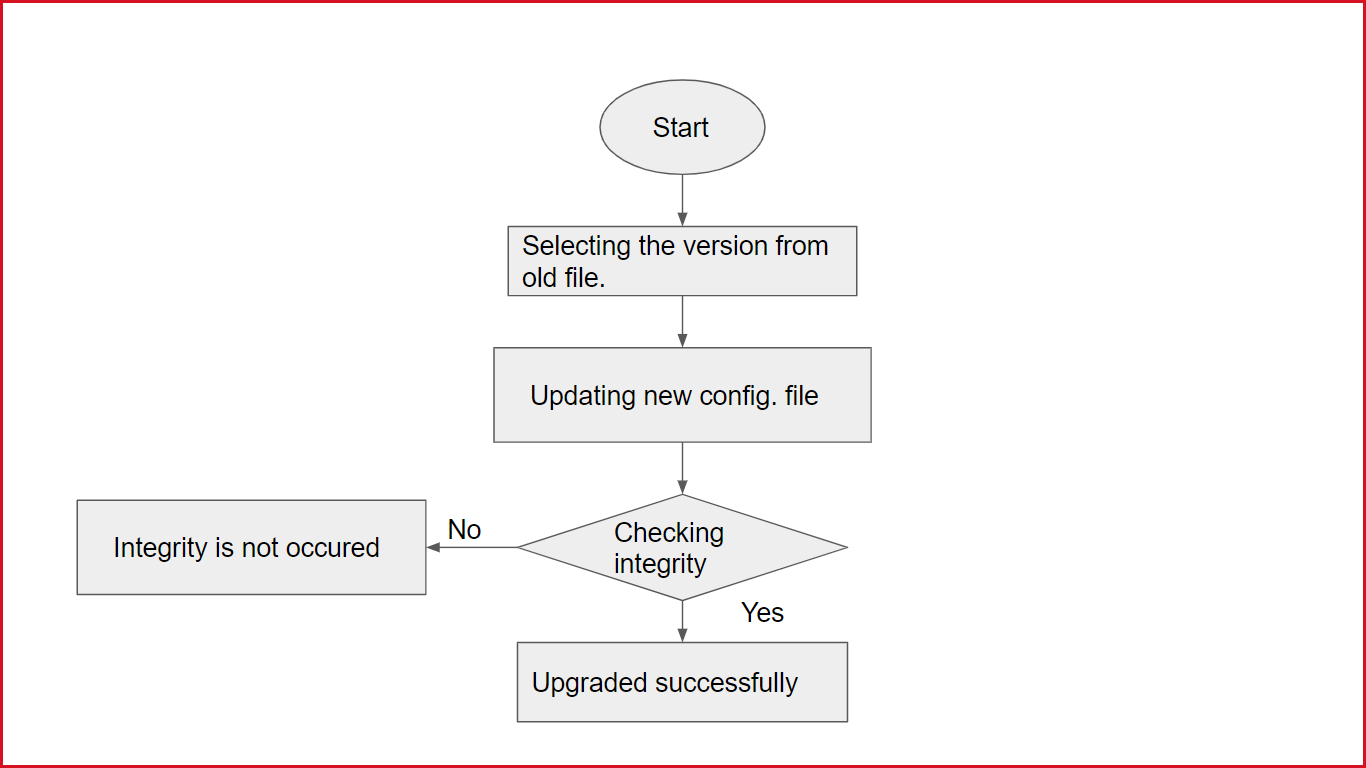 Start
Selecting the version from
old file.
Updating new config. file
Checking
integrity
No
Integrity is not occured
Yes
Upgraded successfully